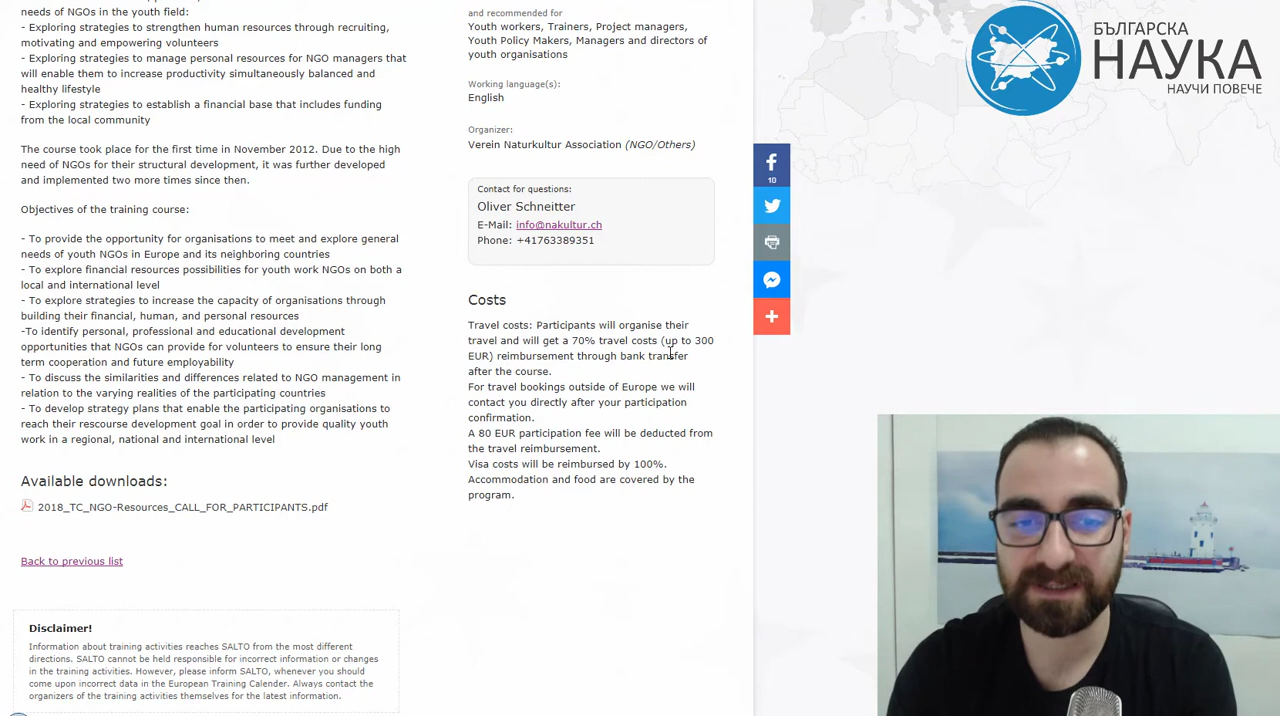 needs of NGOs in the youth field:
- Exploring strategies to strengthen human resources through recruiting,
motivating and empowering volunteers
- Exploring strategies to manage personal resources for NGO managers that
will enable them to increase productivity simultaneously balanced and
healthy lifestyle
- Exploring strategies to establish a financial base that includes funding
from the local community
The course took place for the first time in November 2012. Due to the high
need of NGOs for their structural development, it was further developed
and implemented two more times since then.
Objectives of the training course:
- To provide the opportunity for organisations to meet and explore general
needs of youth NGOs in Europe and its neighboring countries
- To explore financial resources possibilities for youth work NGOs on both a
local and international level
- To explore strategies to increase the capacity of organisations through
building their financial, human, and personal resources
-To identify personal, professional and educational development
opportunities that NGOs can provide for volunteers to ensure their long
term cooperation and future employability
- To discuss the similarities and differences related to NGO management in
relation to the varying realities of the participating countries
- To develop strategy plans that enable the participating organisations to
reach their rescourse development goal in order to provide quality youth
work in a regional, national and international level
Available downloads:
2018_TC_NGO-Resources_CALL_FOR_PARTICIPANTS.pdf
Back to previous list
Disclaimer!
Information about training activities reaches SALTO from the most different
directions. SALTO cannot be held responsible for incorrect information or changes
in the training activities. However, please inform SALTO, whenever you should
come upon incorrect data in the European Training Calender. Always contact the
organizers of the training activities themselves for the latest information.
and recommended for
Youth workers, Trainers, Project managers,
Youth Policy Makers, Managers and directors of
youth organisations
Working language(s):
English
Organizer:
Verein Naturkultur Association (NGO/Others)
Contact for questions:
Oliver Schneitter
E-Mail: info@nakultur.ch
Phone: +41763389351
Costs
Travel costs: Participants will organise their
travel and will get a 70% travel costs (up to 300
EUR) reimbursement through bank transfer
after the course.
For travel bookings outside of Europe we will
contact you directly after your participation
confirmation.
A 80 EUR participation fee will be deducted from
the travel reimbursement.
Visa costs will be reimbursed by 100%.
Accommodation and food are covered by the
program.
10
БЪЛГАРСКА
НАУКА
НАУЧИ ПОВЕЧЕ